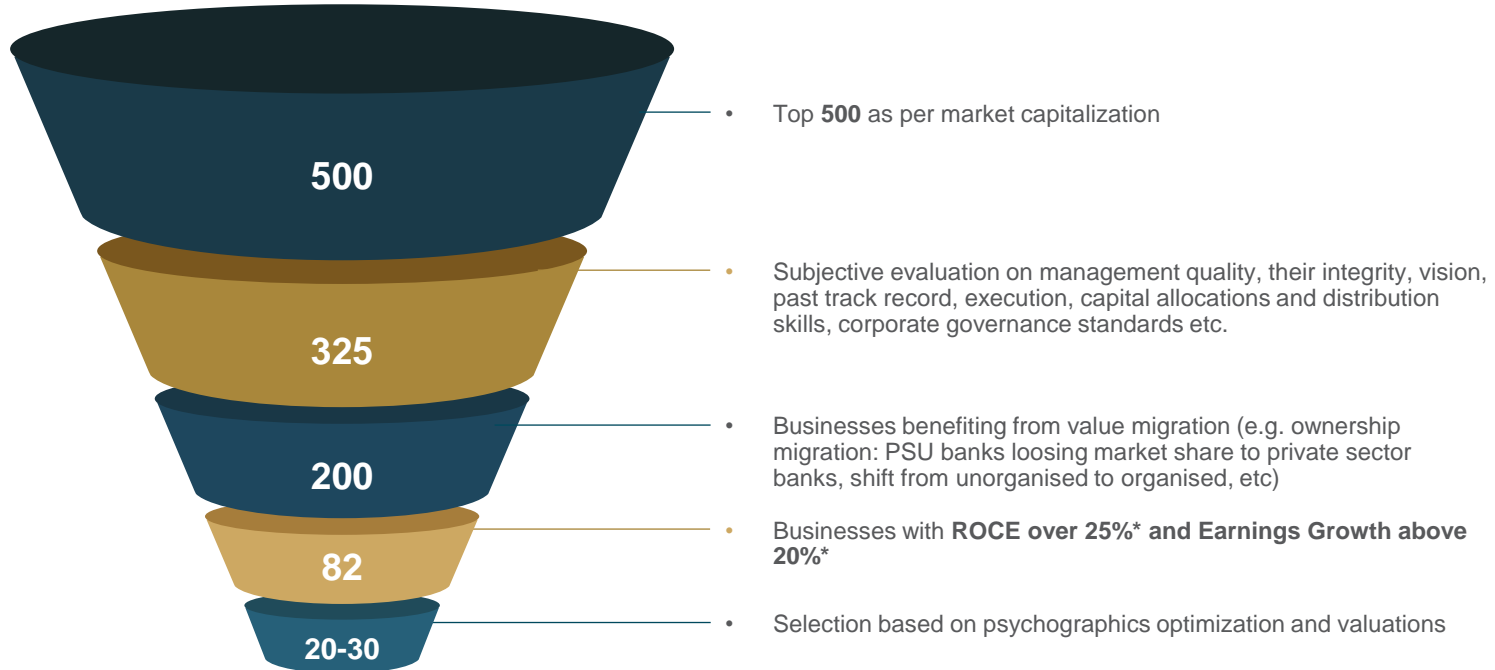 500
• Top 500 as per market capitalization
325
• Subjective evaluation on management quality, their integrity, vision,
past track record, execution, capital allocations and distribution
skills, corporate governance standards etc.
200
• Businesses benefiting from value migration (e.g. ownership
migration: PSU banks loosing market share to private sector
banks, shift from unorganised to organised, etc)
82
• Businesses with ROCE over 25%* and Earnings Growth above
20%*
20-30
• Selection based on psychographics optimization and valuations